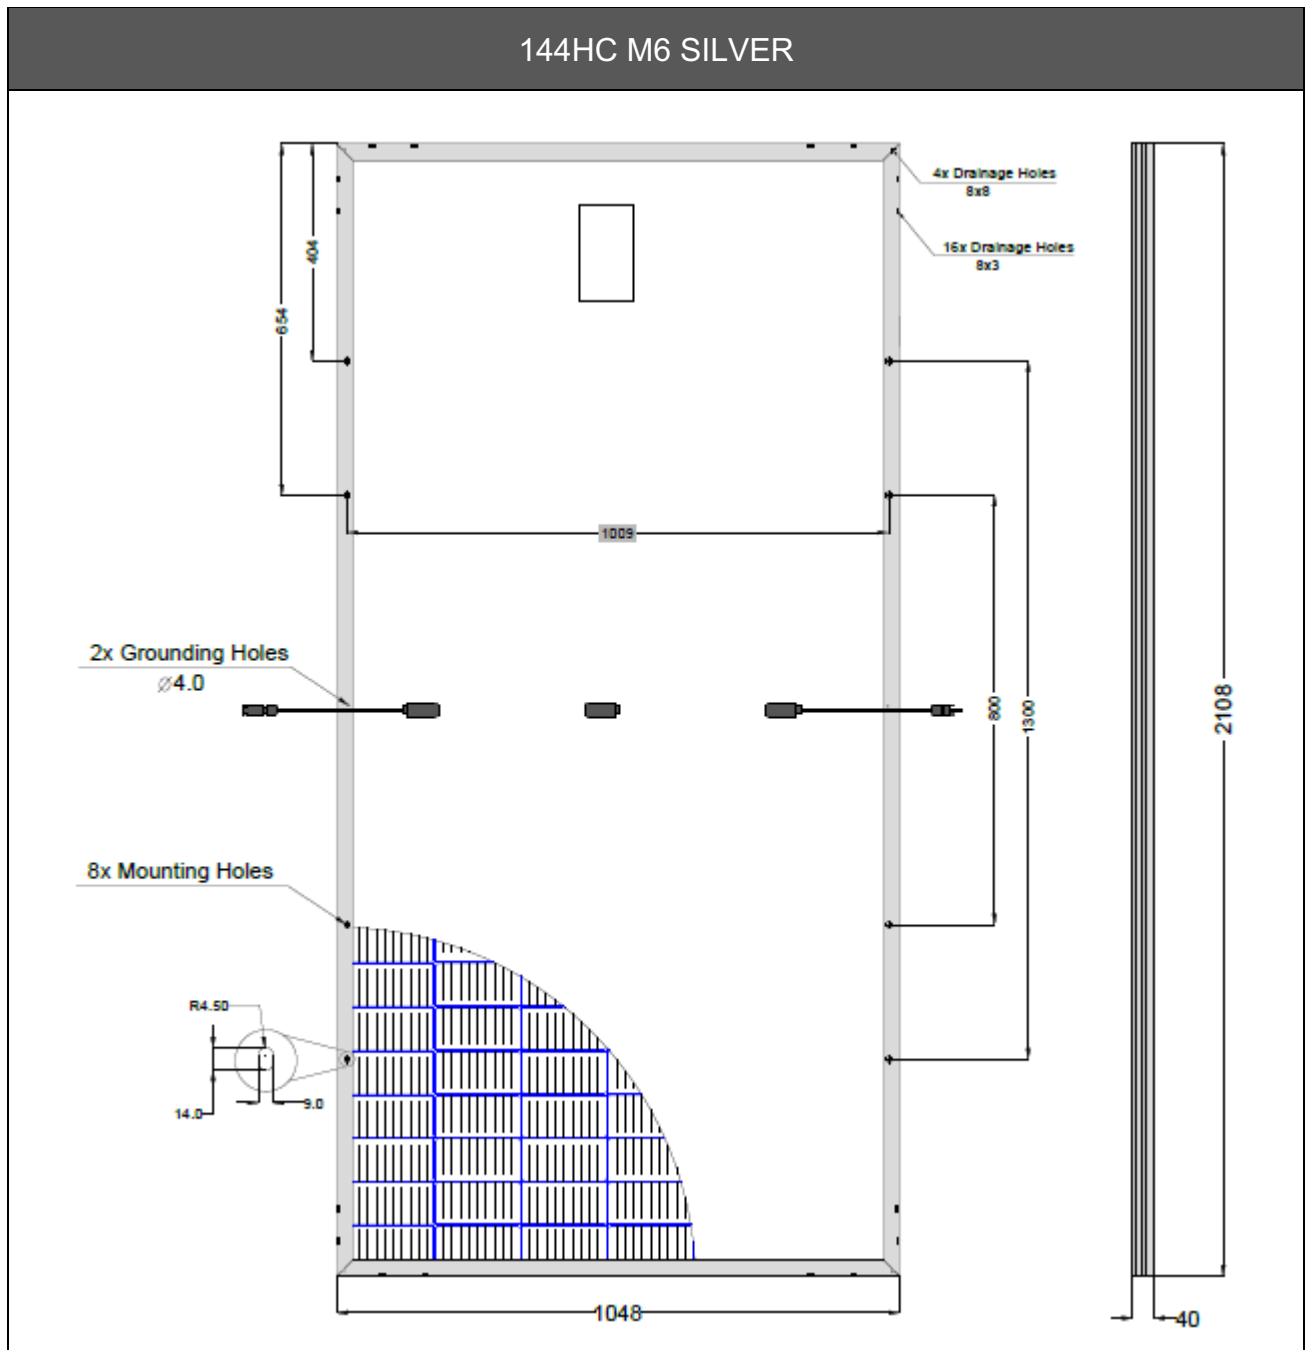 144HC M6 SILVER
4x Drainage Holes
8x8
16x Drainage Holes
8x3
404
654
1009
2x Grounding Holes
Ø4.0
800
1300
2108
8x Mounting Holes
R4.50
14.0
9.0
1048
40